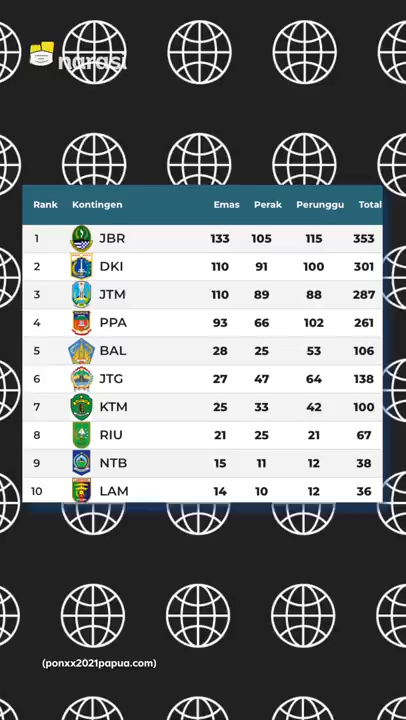 narasi
Rank Kontingen Emas Perak Perunggu Total
1 JBR 133 105 115 353
2 DKI 110 91 100 301
3 JTM 110 89 88 287
4 PPA 93 66 102 261
5 BAL 28 25 53 106
6 JTG 27 47 64 138
7 KTM 25 33 42 100
8 RIU 21 25 21 67
9 NTB 15 11 12 38
10 LAM 14 10 12 36
(ponxx2021papua.com)